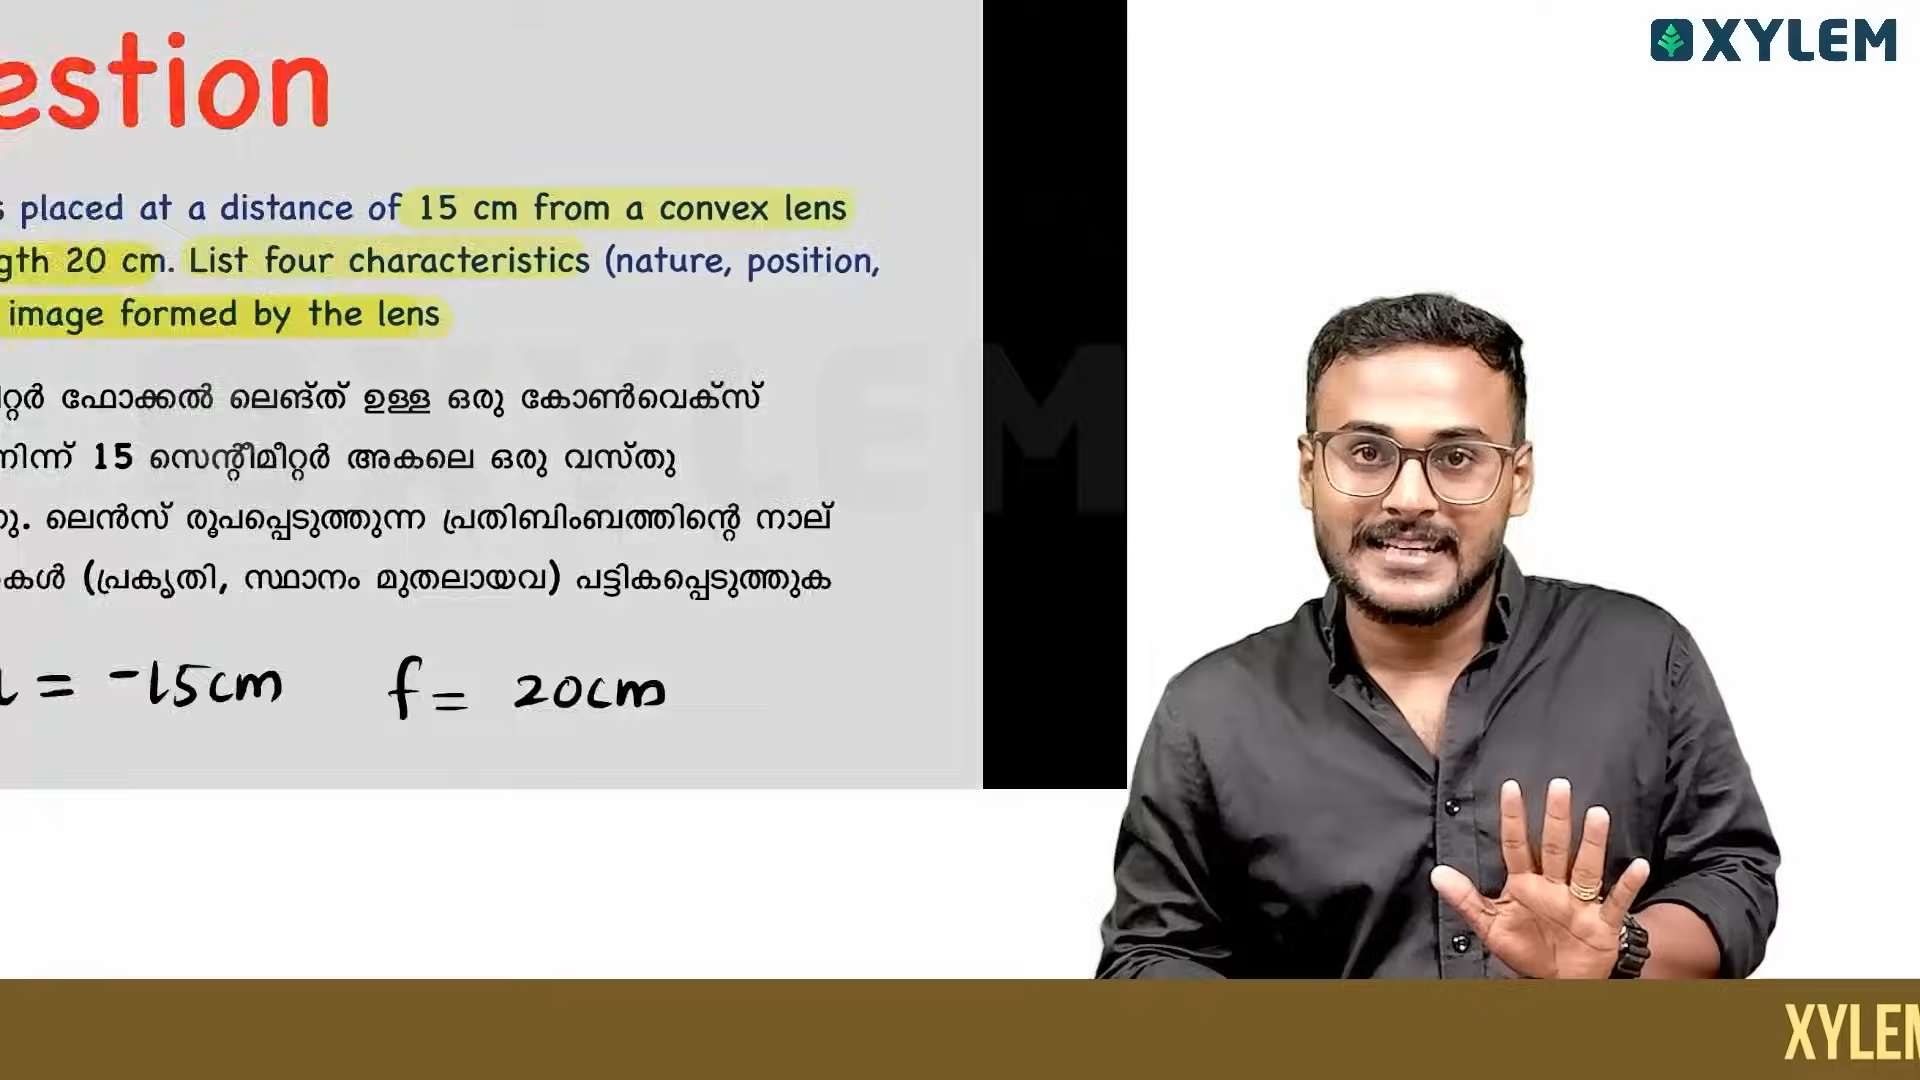 XYLEM
estion
s placed at a distance of 15 cm from a convex lens
gth 20 cm. List four characteristics (nature, position,
image formed by the lens
റ്റർ ഫോക്കൽ ലെങ്ത് ഉള്ള ഒരു കോൺവെക്സ്
നിന്ന് 15 സെന്റീമീറ്റർ അകലെ ഒരു വസ്തു
ു. ലെൻസ് രൂപപ്പെടുത്തുന്ന പ്രതിബിംബത്തിന്റെ നാല്
കൾ (പ്രകൃതി, സ്ഥാനം മുതലായവ) പട്ടികപ്പെടുത്തുക
= -15cm f = 20cm
XYLEM
XYLEM